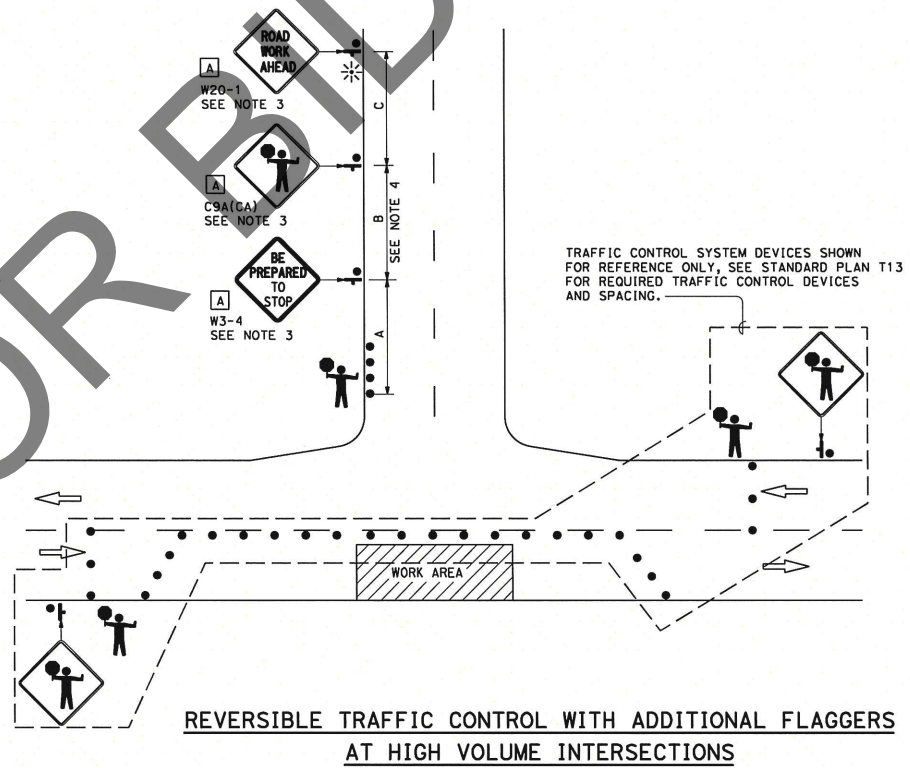 ROAD
WORK
AHEAD
A
W20-1
SEE NOTE 3
C
A
C9A(CA)
SEE NOTE 3
B
SEE NOTE 4
BE
PREPARED
TO
STOP
A
W3-4
SEE NOTE 3
A
TRAFFIC CONTROL SYSTEM DEVICES SHOWN
FOR REFERENCE ONLY, SEE STANDARD PLAN T13
FOR REQUIRED TRAFFIC CONTROL DEVICES
AND SPACING.
WORK AREA
REVERSIBLE TRAFFIC CONTROL WITH ADDITIONAL FLAGGERS
AT HIGH VOLUME INTERSECTIONS
OR BID